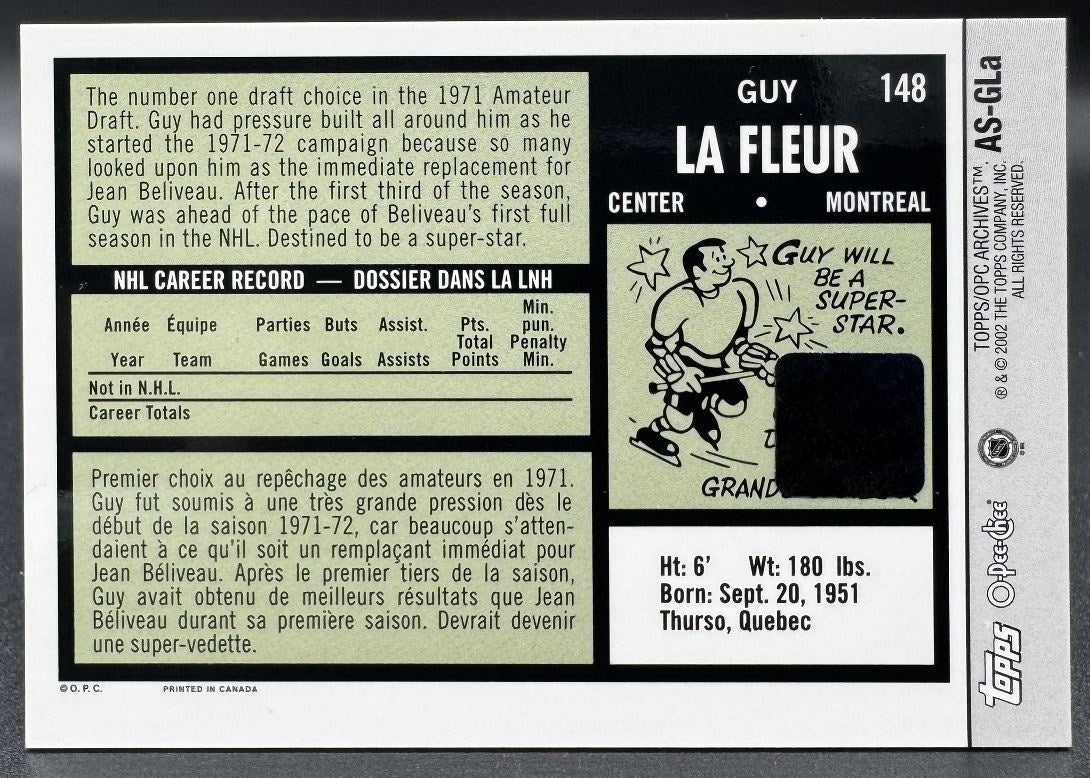 The number one draft choice in the 1971 Amateur
Draft. Guy had pressure built all around him as he
started the 1971-72 campaign because so many
looked upon him as the immediate replacement for
Jean Beliveau. After the first third of the season,
Guy was ahead of the pace of Beliveau's first full
season in the NHL. Destined to be a super-star.
NHL CAREER RECORD — DOSSIER DANS LA LNH
Année Équipe Parties Buts Assist. Pts. Total Min. pun.
Year Team Games Goals Assists Points Penalty Min.
Not in N.H.L.
Career Totals
Premier choix au repêchage des amateurs en 1971.
Guy fut soumis à une très grande pression dès le
début de la saison 1971-72, car beaucoup s'atten-
daient à ce qu'il soit un remplaçant immédiat pour
Jean Béliveau. Après le premier tiers de la saison,
Guy avait obtenu de meilleurs résultats que Jean
Béliveau durant sa première saison. Devrait devenir
une super-vedette.
© O. P. C. PRINTED IN CANADA
GUY 148
LA FLEUR
CENTER • MONTREAL
GUY WILL
BE A
SUPER-
STAR.
GRAND
Ht: 6' Wt: 180 lbs.
Born: Sept. 20, 1951
Thurso, Quebec
topps O-Pee-Chee NHL
TOPPS/OPC ARCHIVES™. AS-GLa
® & © 2002 THE TOPPS COMPANY, INC.
ALL RIGHTS RESERVED.